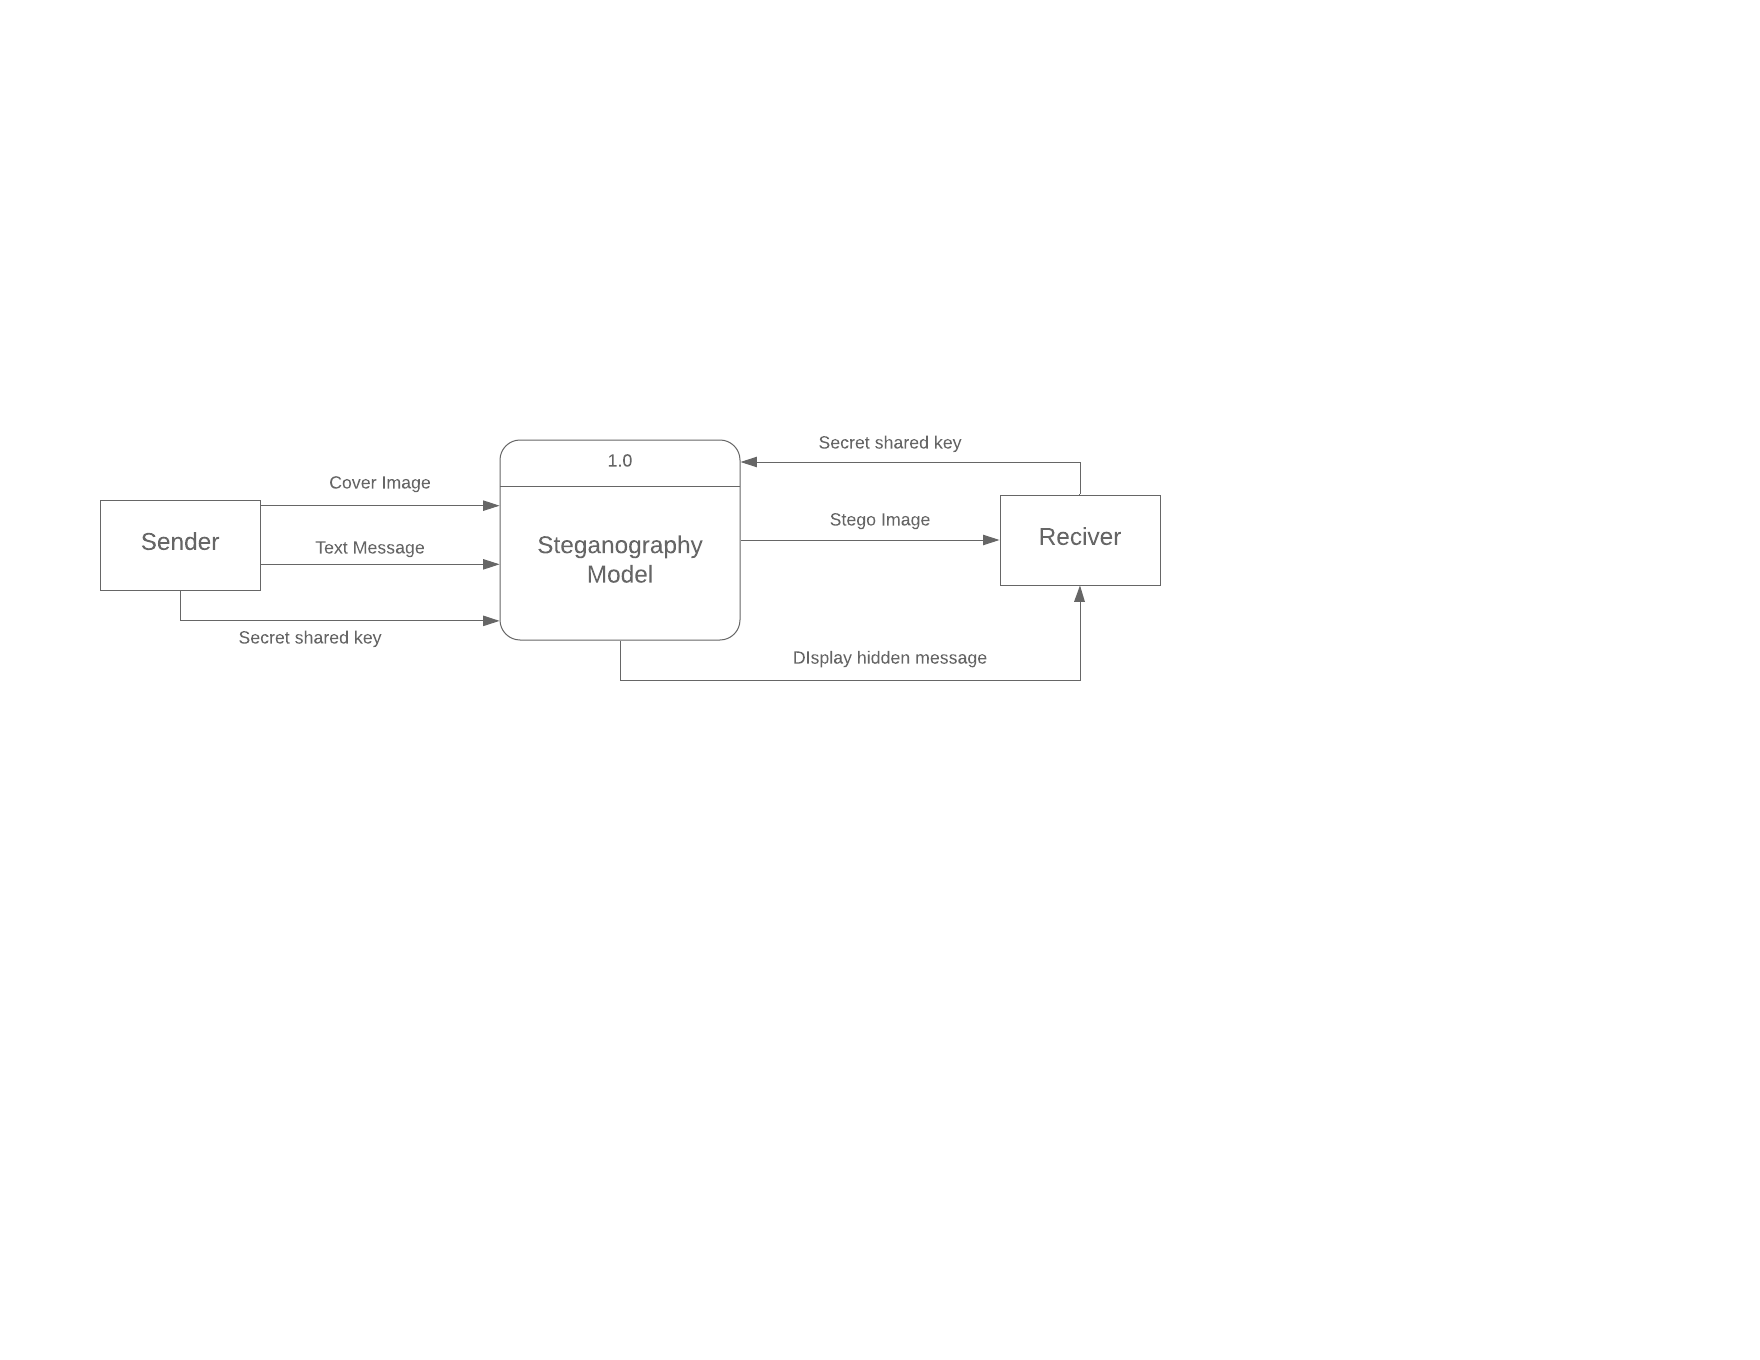 Secret shared key
1.0
Cover Image
Stego Image
Sender
Text Message
Steganography
Model
Reciver
Secret shared key
DIsplay hidden message